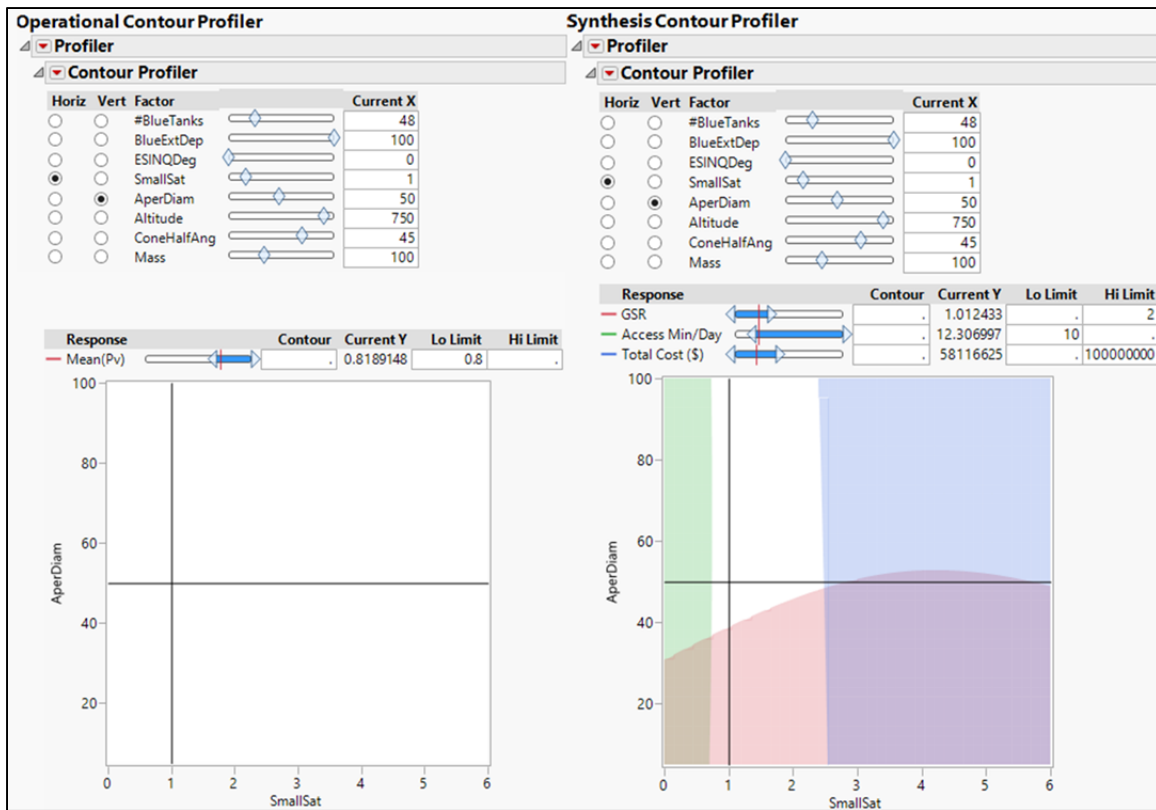 Operational Contour Profiler
Profiler
Contour Profiler
Horiz Vert Factor Current X
#BlueTanks 48
BlueExtDep 100
ESINQDeg 0
SmallSat 1
AperDiam 50
Altitude 750
ConeHalfAng 45
Mass 100
Response Contour Current Y Lo Limit Hi Limit
Mean(Pv) . 0.8189148 0.8 .
100
80
60
40
20
AperDiam
0 1 2 3 4 5 6
SmallSat
Synthesis Contour Profiler
Profiler
Contour Profiler
Horiz Vert Factor Current X
#BlueTanks 48
BlueExtDep 100
ESINQDeg 0
SmallSat 1
AperDiam 50
Altitude 750
ConeHalfAng 45
Mass 100
Response Contour Current Y Lo Limit Hi Limit
GSR . 1.012433 . 2
Access Min/Day . 12.306997 10 .
Total Cost ($) . 58116625 . 100000000
100
80
60
40
20
AperDiam
0 1 2 3 4 5 6
SmallSat